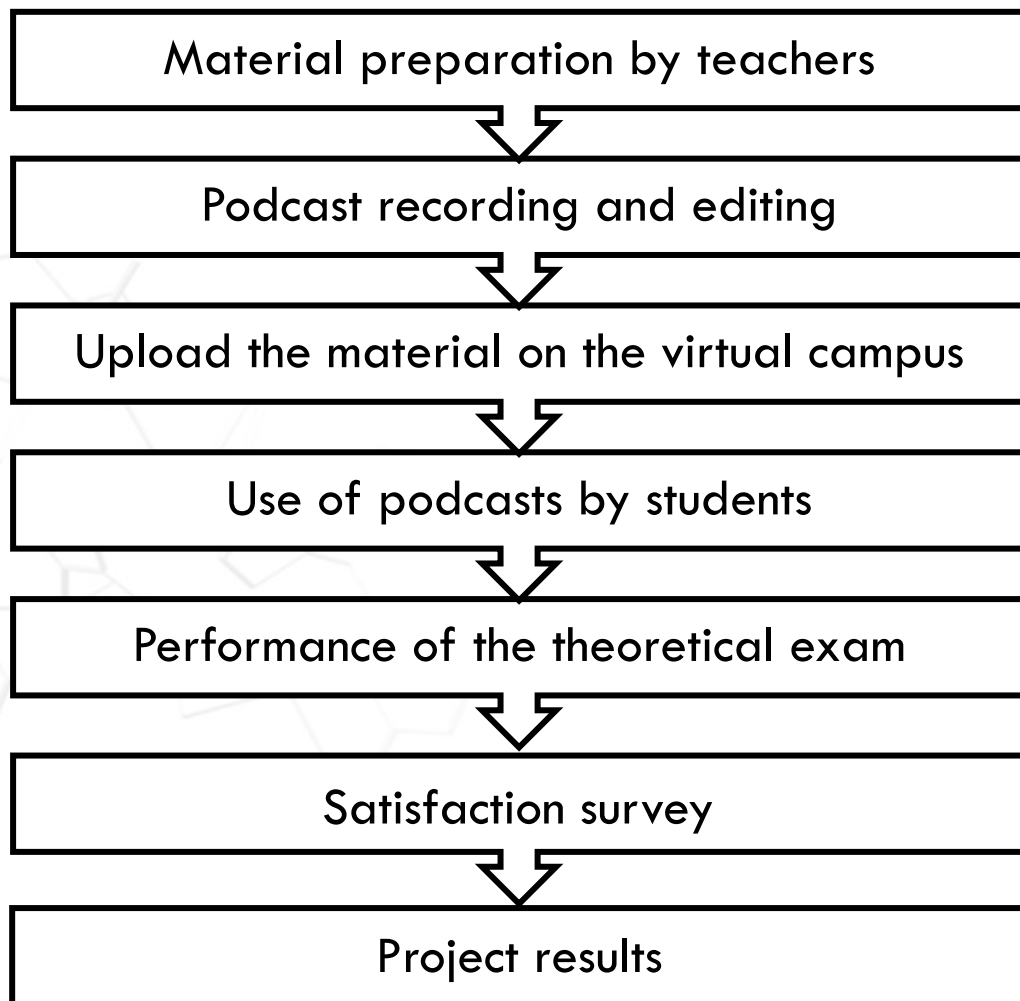 Material preparation by teachers
Podcast recording and editing
Upload the material on the virtual campus
Use of podcasts by students
Performance of the theoretical exam
Satisfaction survey
Project results